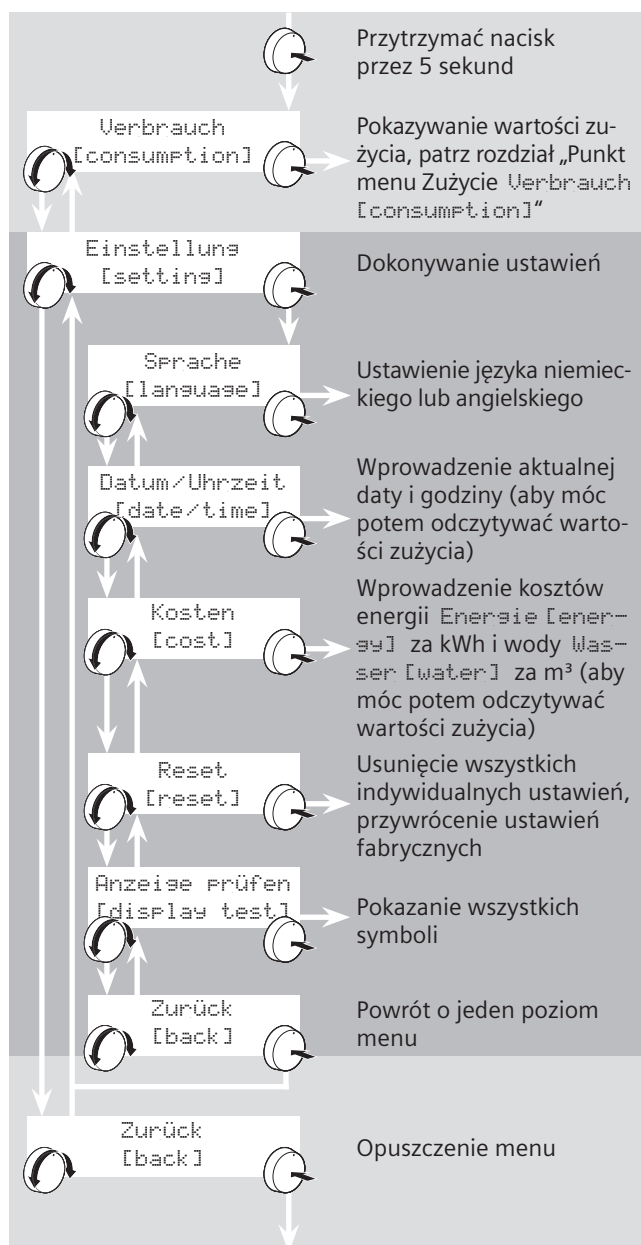 Przytrzymać nacisk
przez 5 sekund
Verbrauch
[consumption]
Pokazywanie wartości zu-
życia, patrz rozdział „Punkt
menu Zużycie Verbrauch
[consumption]“
Einstellung
[setting]
Dokonywanie ustawień
Sprache
[language]
Ustawienie języka niemiec-
kiego lub angielskiego
Datum/Uhrzeit
[date/time]
Wprowadzenie aktualnej
daty i godziny (aby móc
potem odczytywać warto-
ści zużycia)
Kosten
[cost]
Wprowadzenie kosztów
energii Energie [ener-
gy] za kWh i wody Was-
ser [water] za m³ (aby
móc potem odczytywać
wartości zużycia)
Reset
[reset]
Usunięcie wszystkich
indywidualnych ustawień,
przywrócenie ustawień
fabrycznych
Anzeige prüfen
[display test]
Pokazanie wszystkich
symboli
Zurück
[back]
Powrót o jeden poziom
menu
Zurück
[back]
Opuszczenie menu